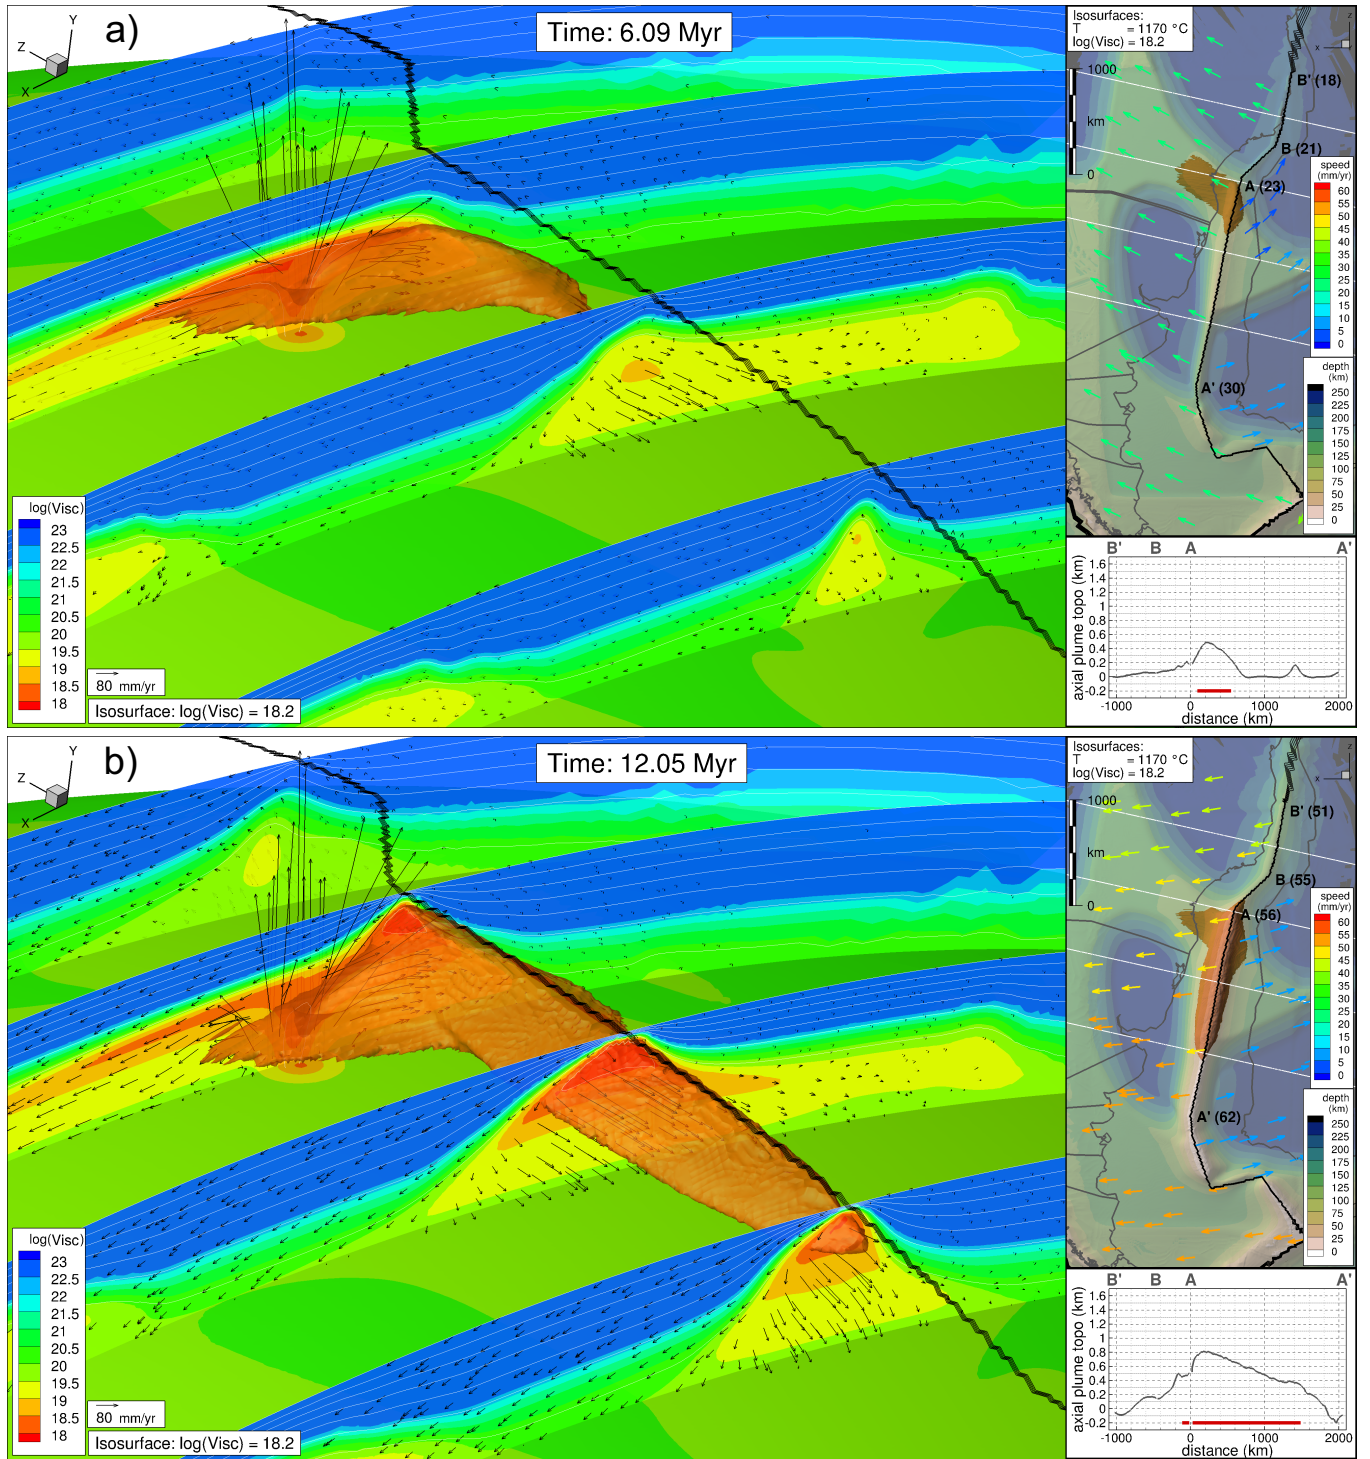 a)
Time: 6.09 Myr
Y
Z
X
log(Visc)
23
22.5
22
21.5
21
20.5
20
19.5
19
18.5
18
80 mm/yr
Isosurface: log(Visc) = 18.2
Isosurfaces:
T = 1170 °C
log(Visc) = 18.2
z
x
1000
km
0
B' (18)
B (21)
A (23)
A' (30)
speed
(mm/yr)
60
55
50
45
40
35
30
25
20
15
10
5
0
depth
(km)
250
225
200
175
150
125
100
75
50
25
0
B' B A A'
axial plume topo (km)
1.6
1.4
1.2
1
0.8
0.6
0.4
0.2
0
-0.2
-1000 0 1000 2000
distance (km)
b)
Time: 12.05 Myr
Y
Z
X
log(Visc)
23
22.5
22
21.5
21
20.5
20
19.5
19
18.5
18
80 mm/yr
Isosurface: log(Visc) = 18.2
Isosurfaces:
T = 1170 °C
log(Visc) = 18.2
z
x
1000
km
0
B' (51)
B (55)
A (56)
A' (62)
speed
(mm/yr)
60
55
50
45
40
35
30
25
20
15
10
5
0
depth
(km)
250
225
200
175
150
125
100
75
50
25
0
B' B A A'
axial plume topo (km)
1.6
1.4
1.2
1
0.8
0.6
0.4
0.2
0
-0.2
-1000 0 1000 2000
distance (km)